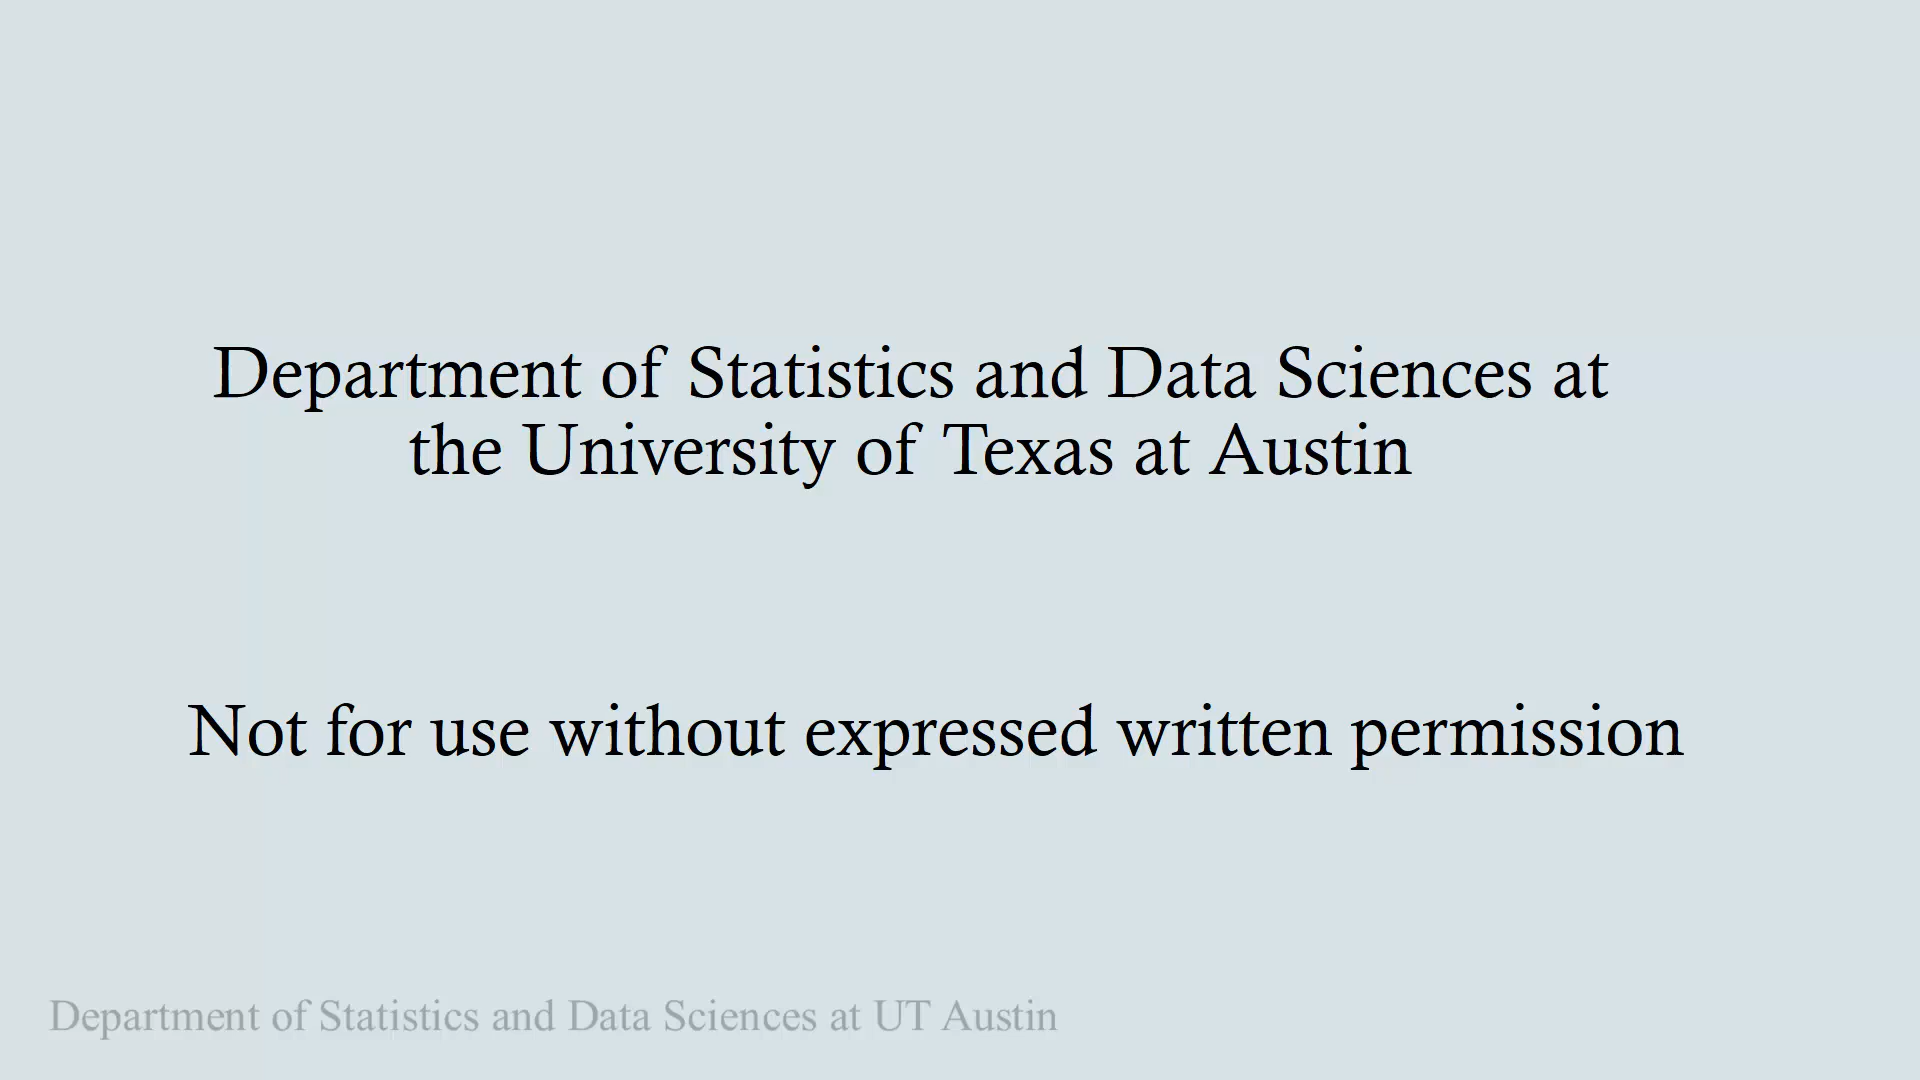 Department of Statistics and Data Sciences at
the University of Texas at Austin
Not for use without expressed written permission
Department of Statistics and Data Sciences at UT Austin